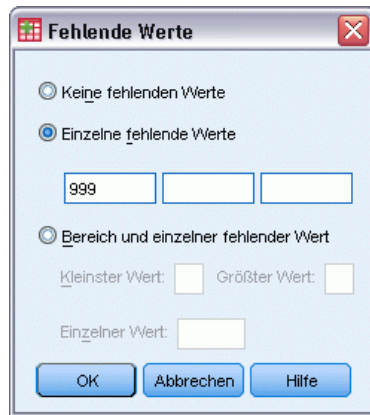 Fehlende Werte
Keine fehlenden Werte
Einzelne fehlende Werte
999
Bereich und einzelner fehlender Wert
Kleinster Wert: Größter Wert:
Einzelner Wert:
OK Abbrechen Hilfe